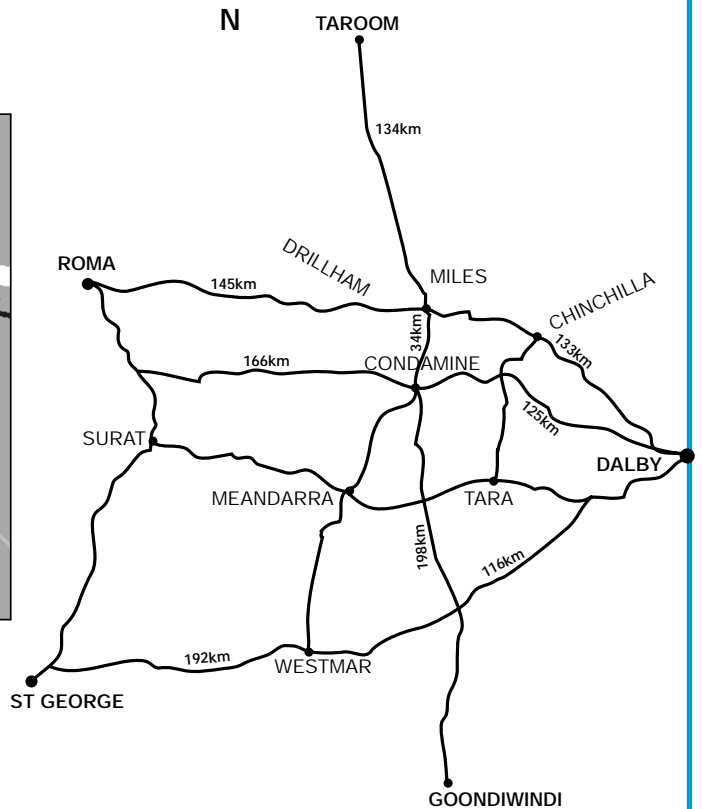 N
TAROOM
134km
DRILLHAM
MILES
CHINCHILLA
ROMA
145km
34km
133km
166km
CONDAMINE
125km
SURAT
DALBY
MEANDARRA
TARA
198km
116km
192km
WESTMAR
ST GEORGE
GOONDIWINDI